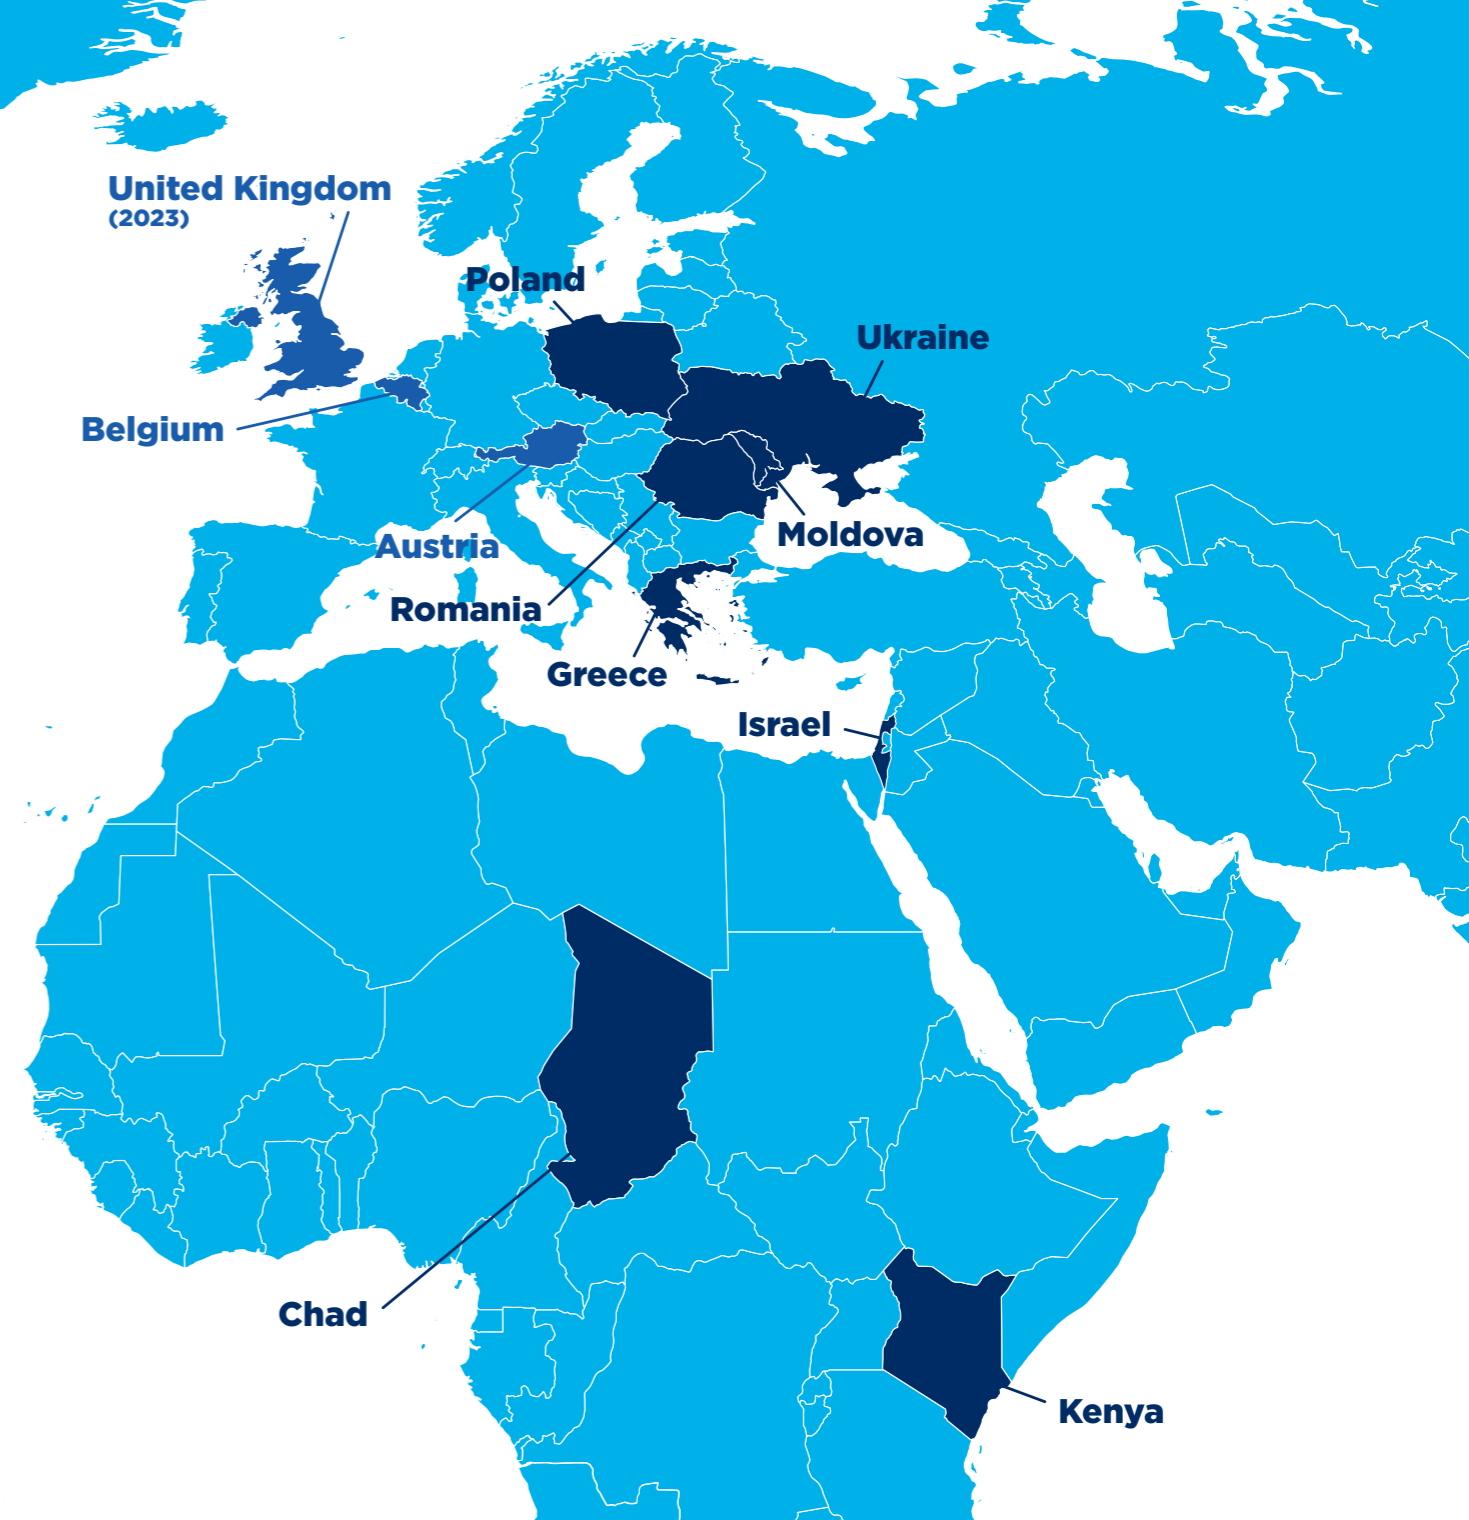 United Kingdom
(2023)
Poland
Ukraine
Belgium
Moldova
Austria
Romania
Greece
Israel
Chad
Kenya